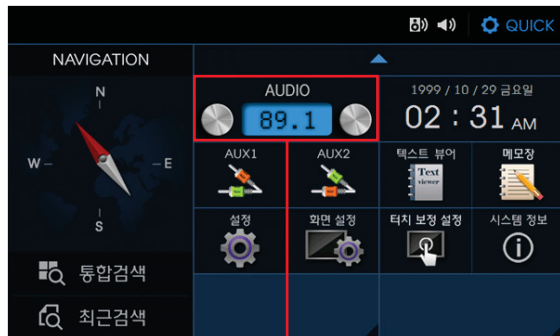 QUICK
NAVIGATION
N
W
E
S
통합검색
최근검색
AUDIO
89.1
1999 / 10 / 29 금요일
02 : 31 AM
AUX1
AUX2
텍스트 뷰어
Text
viewer
메모장
설정
화면 설정
터치 보정 설정
시스템 정보